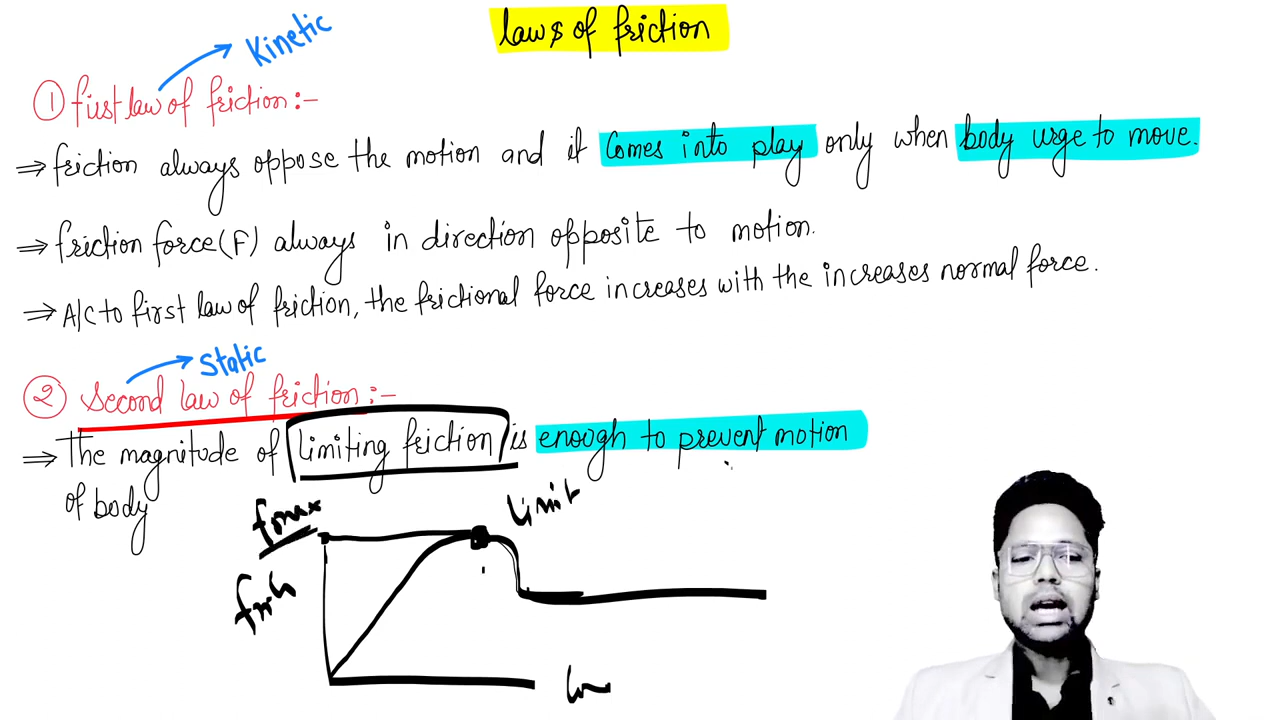 laws of friction
Kinetic
① first law of friction :-
⇒ friction always oppose the motion and it Comes into play only when body urge to move.
⇒ friction force (F) always in direction opposite to motion.
⇒ A/C to first law of friction, the frictional force increases with the increases normal force.
Static
② Second law of friction :-
⇒ The magnitude of limiting friction is enough to prevent motion
of body
fmax
Limit